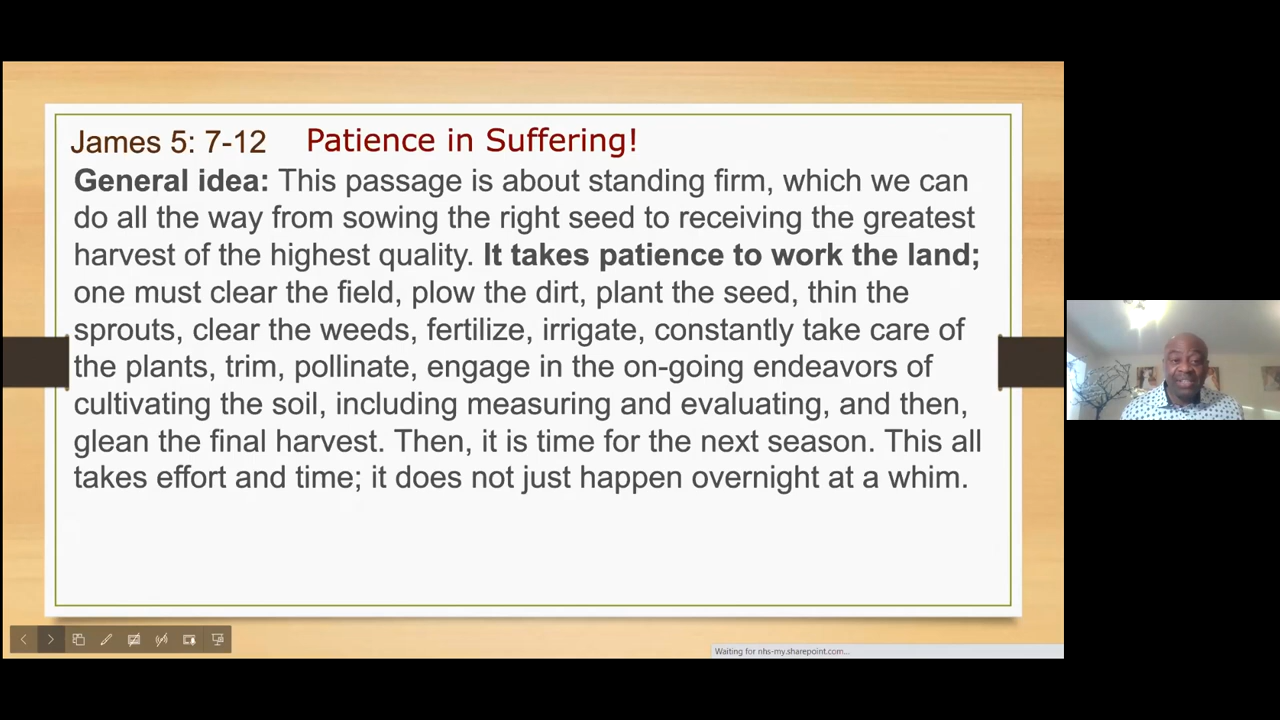 James 5: 7-12 Patience in Suffering!
General idea: This passage is about standing firm, which we can
do all the way from sowing the right seed to receiving the greatest
harvest of the highest quality. It takes patience to work the land;
one must clear the field, plow the dirt, plant the seed, thin the
sprouts, clear the weeds, fertilize, irrigate, constantly take care of
the plants, trim, pollinate, engage in the on-going endeavors of
cultivating the soil, including measuring and evaluating, and then,
glean the final harvest. Then, it is time for the next season. This all
takes effort and time; it does not just happen overnight at a whim.
Waiting for nhs-my.sharepoint.com...